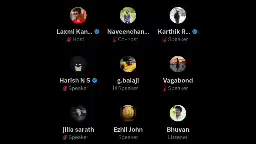 Laxmi Kan... Naveenchan... Karthik R...
Host Co-host Speaker
Harish N S g.balaji Vagabond
Speaker Speaker Speaker
jilla sarath Ezhil John Bhuvan
Speaker Speaker Listener